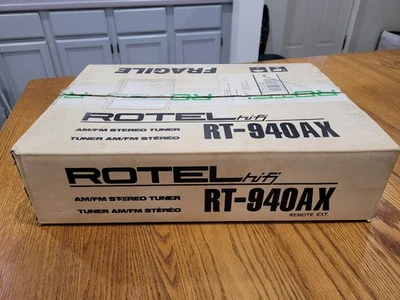 FRAGILE
ROTEL hifi
AM/FM STEREO TUNER
TUNER AM/FM STÉRÉO
RT-940AX
ROTEL hifi
AM/FM STEREO TUNER
TUNER AM/FM STÉRÉO
RT-940AX
REMOTE EXT.